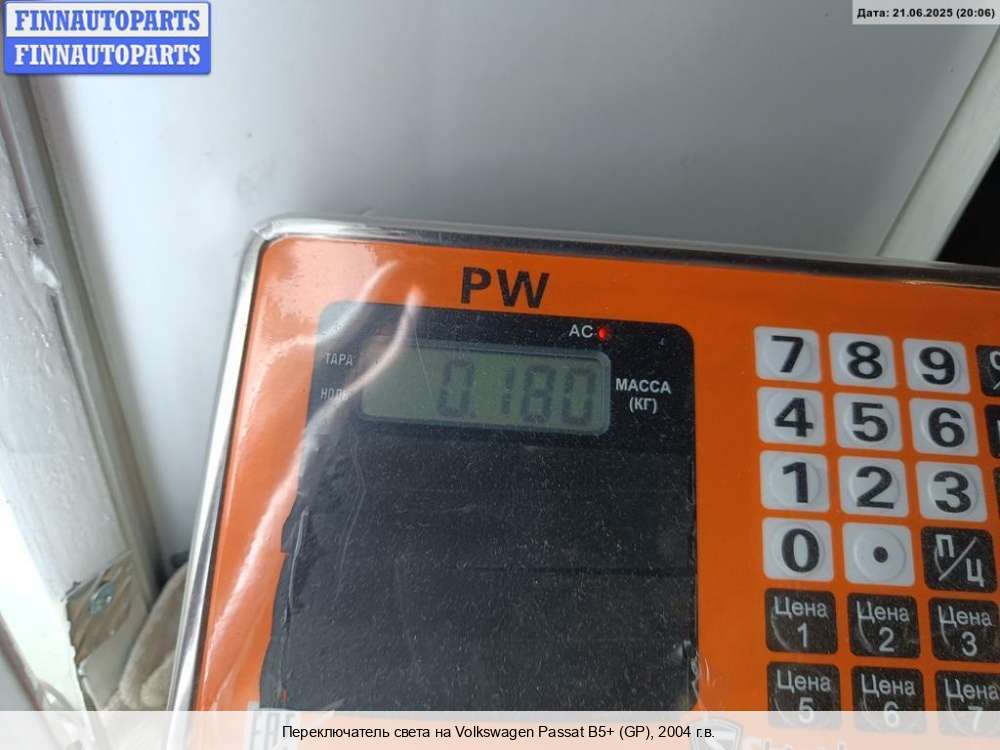 FINNAUTOPARTS
FINNAUTOPARTS
Дата: 21.06.2025 (20:06)
PW
AC
ТАРА
НОЛЬ
0.180
МАССА
(КГ)
7 8 9
4 5 6
1 2 3
0 •
П/Ц
Цена 1
Цена 2
Цена 3
Цена 5
Цена 6
Цена 7
Переключатель света на Volkswagen Passat B5+ (GP), 2004 г.в.